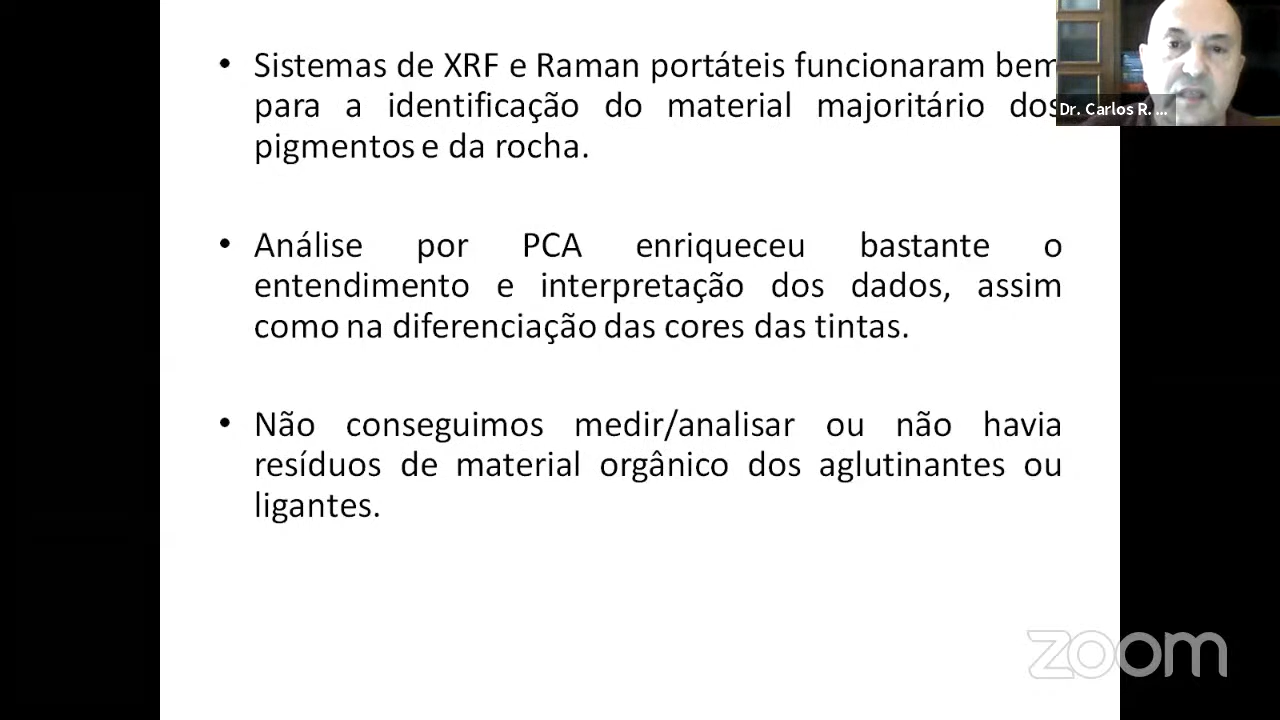 • Sistemas de XRF e Raman portáteis funcionaram bem
para a identificação do material majoritário dos
pigmentos e da rocha.
• Análise por PCA enriqueceu bastante o
entendimento e interpretação dos dados, assim
como na diferenciação das cores das tintas.
• Não conseguimos medir/analisar ou não havia
resíduos de material orgânico dos aglutinantes ou
ligantes.
Dr. Carlos R. ...
zoom